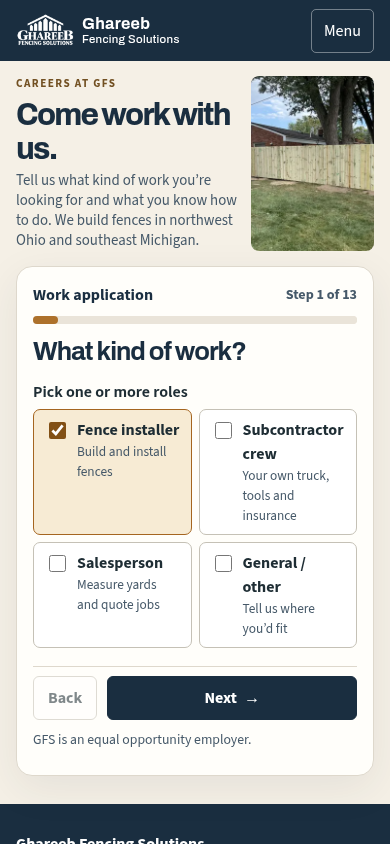 GHAREEB
FENCING SOLUTIONS
Ghareeb
Fencing Solutions
Menu
CAREERS AT GFS
Come work with
us.
Tell us what kind of work you’re
looking for and what you know how
to do. We build fences in northwest
Ohio and southeast Michigan.
Work application
Step 1 of 13
What kind of work?
Pick one or more roles
Fence installer
Build and install
fences
Subcontractor
crew
Your own truck,
tools and
insurance
Salesperson
Measure yards
and quote jobs
General /
other
Tell us where
you’d fit
Back
Next →
GFS is an equal opportunity employer.
Ghareeb Fencing Solutions